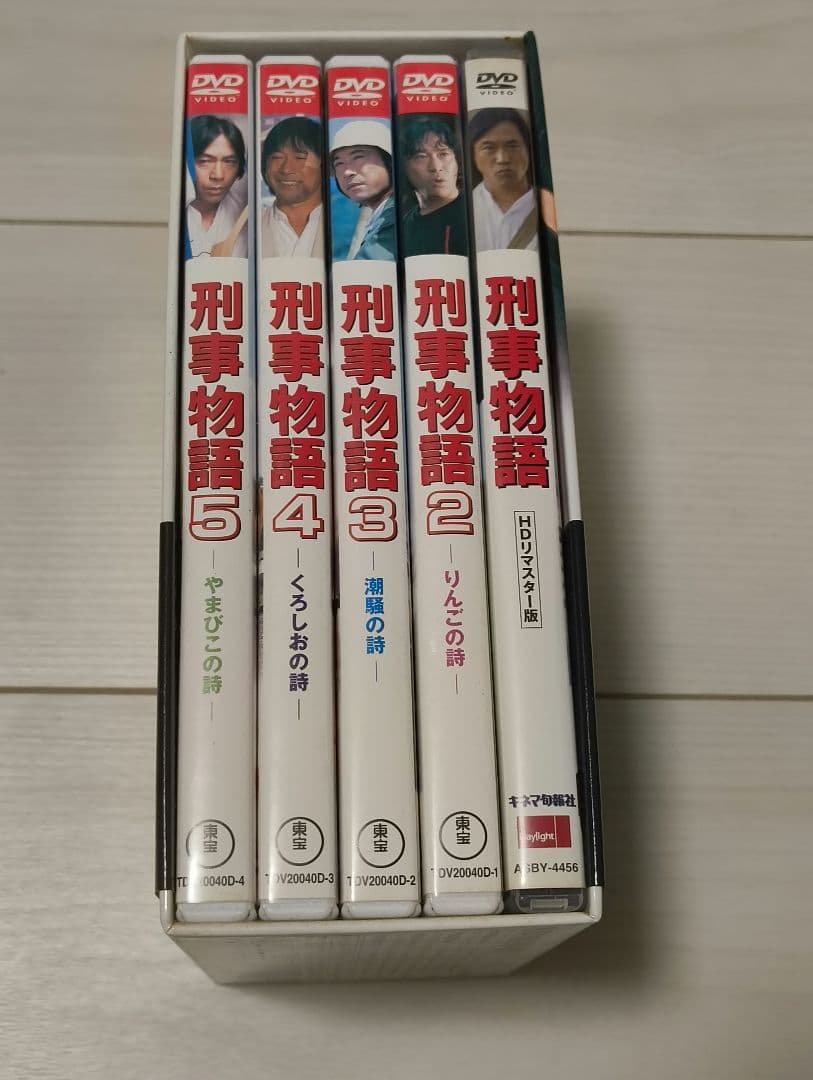 DVD
VIDEO
刑事物語5
―やまびこの詩―
東宝
TDV20040D-4
DVD
VIDEO
刑事物語4
―くろしおの詩―
東宝
TDV20040D-3
DVD
VIDEO
刑事物語3
―潮騒の詩―
東宝
TDV20040D-2
DVD
VIDEO
刑事物語2
―りんごの詩―
東宝
TDV20040D-1
DVD
VIDEO
刑事物語
HDリマスター版
キネマ旬報社
aylight
ASBY-4456